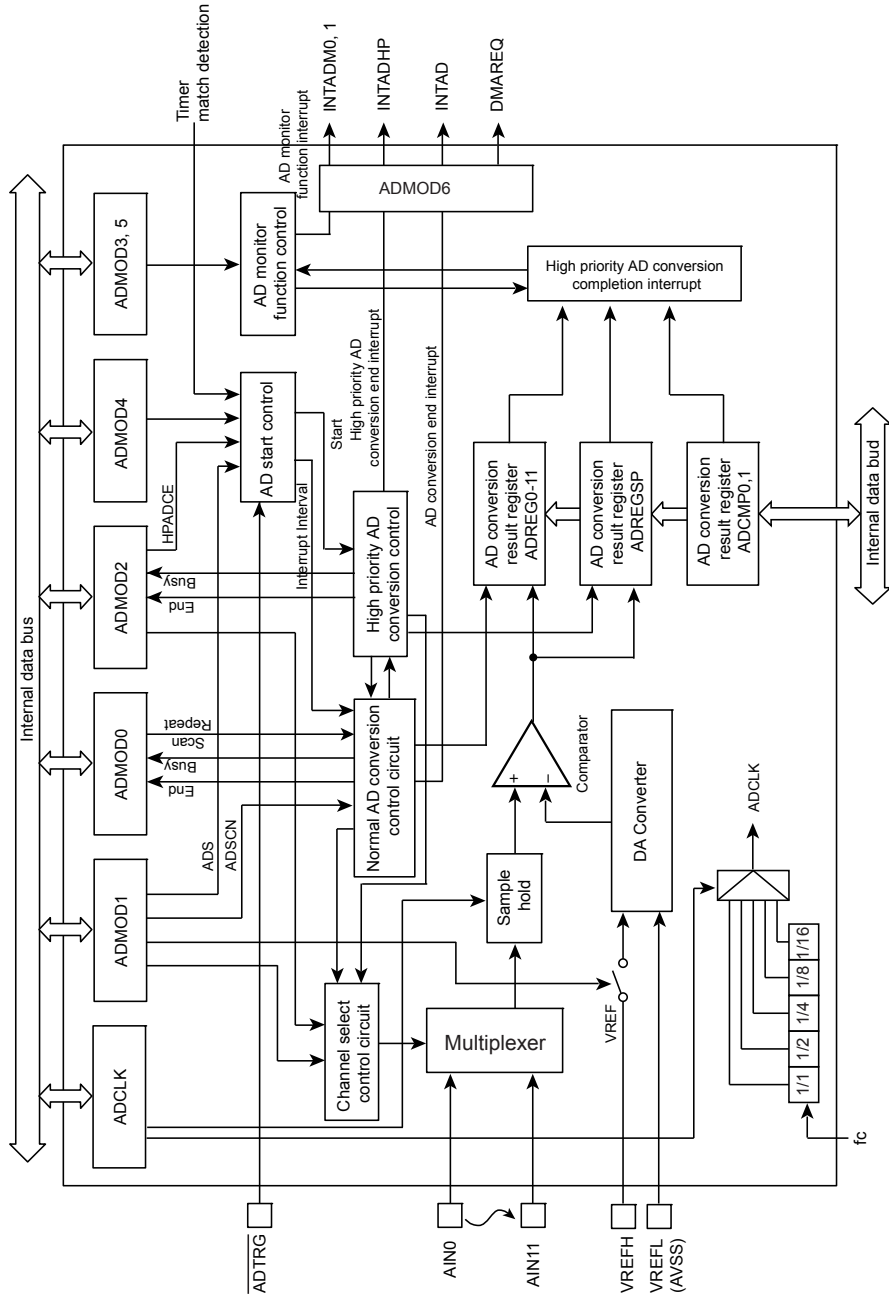 Internal data bus
ADCLK
ADMOD1
ADMOD0
ADMOD2
ADMOD4
ADMOD3, 5
Timer
match detection
ADS
ADSCN
End
Busy
Scan
Repeat
End
Busy
HPADCE
ADTRG
AD start control
AD monitor
function control
AD monitor
function interrupt
INTADM0, 1
INTADHP
INTAD
DMAREQ
ADMOD6
Interrupt Interval
Start
High priority AD
conversion end interrupt
AD conversion end interrupt
Channel select
control circuit
Normal AD conversion
control circuit
High priority AD
conversion control
High priority AD conversion
completion interrupt
AIN0
AIN11
Multiplexer
Sample
hold
+
−
Comparator
AD conversion
result register
ADREG0-11
AD conversion
result register
ADREGSP
AD conversion
result register
ADCMP0,1
VREFH
VREFL
(AVSS)
VREF
DA Converter
Internal data bud
ADCLK
1/1
1/2
1/4
1/8
1/16
fc